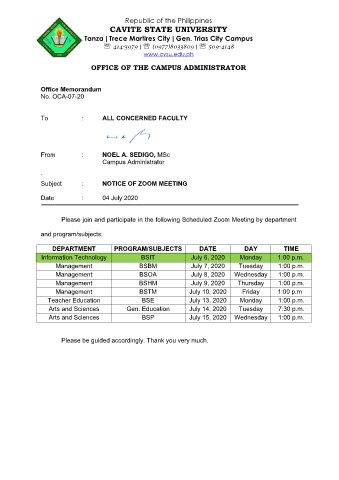 Republic of the Philippines
CAVITE STATE UNIVERSITY
Tanza | Trece Martires City | Gen. Trias City Campus
☏ 414-3979 | ☏ (0977)8033809 | ☏ 509-4148
www.cvsu.edu.ph
OFFICE OF THE CAMPUS ADMINISTRATOR
Office Memorandum
No. OCA-07-20
To : ALL CONCERNED FACULTY
From : NOEL A. SEDIGO, MSc
Campus Administrator
.
Subject : NOTICE OF ZOOM MEETING
Date : 04 July 2020
Please join and participate in the following Scheduled Zoom Meeting by department
and program/subjects:
DEPARTMENT PROGRAM/SUBJECTS DATE DAY TIME
Information Technology BSIT July 6, 2020 Monday 1:00 p.m.
Management BSBM July 7, 2020 Tuesday 1:00 p.m.
Management BSOA July 8, 2020 Wednesday 1:00 p.m.
Management BSHM July 9, 2020 Thursday 1:00 p.m.
Management BSTM July 10, 2020 Friday 1:00 p.m
Teacher Education BSE July 13, 2020 Monday 1:00 p.m.
Arts and Sciences Gen. Education July 14, 2020 Tuesday 7:30 p.m.
Arts and Sciences BSP July 15, 2020 Wednesday 1:00 p.m.
Please be guided accordingly. Thank you very much.